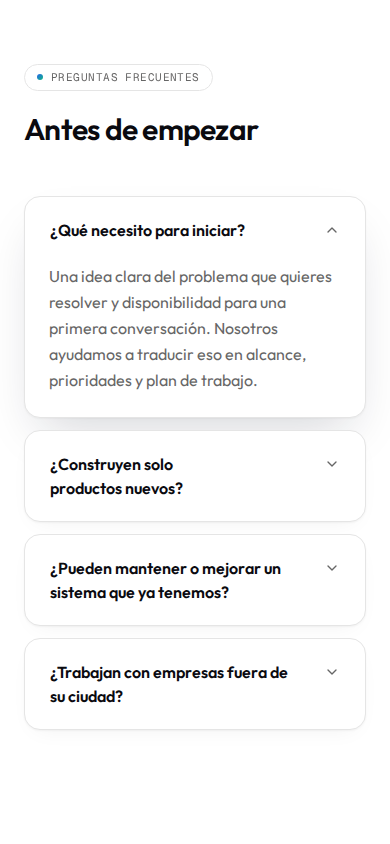 PREGUNTAS FRECUENTES
Antes de empezar
¿Qué necesito para iniciar?
Una idea clara del problema que quieres
resolver y disponibilidad para una
primera conversación. Nosotros
ayudamos a traducir eso en alcance,
prioridades y plan de trabajo.
¿Construyen solo
productos nuevos?
¿Pueden mantener o mejorar un
sistema que ya tenemos?
¿Trabajan con empresas fuera de
su ciudad?